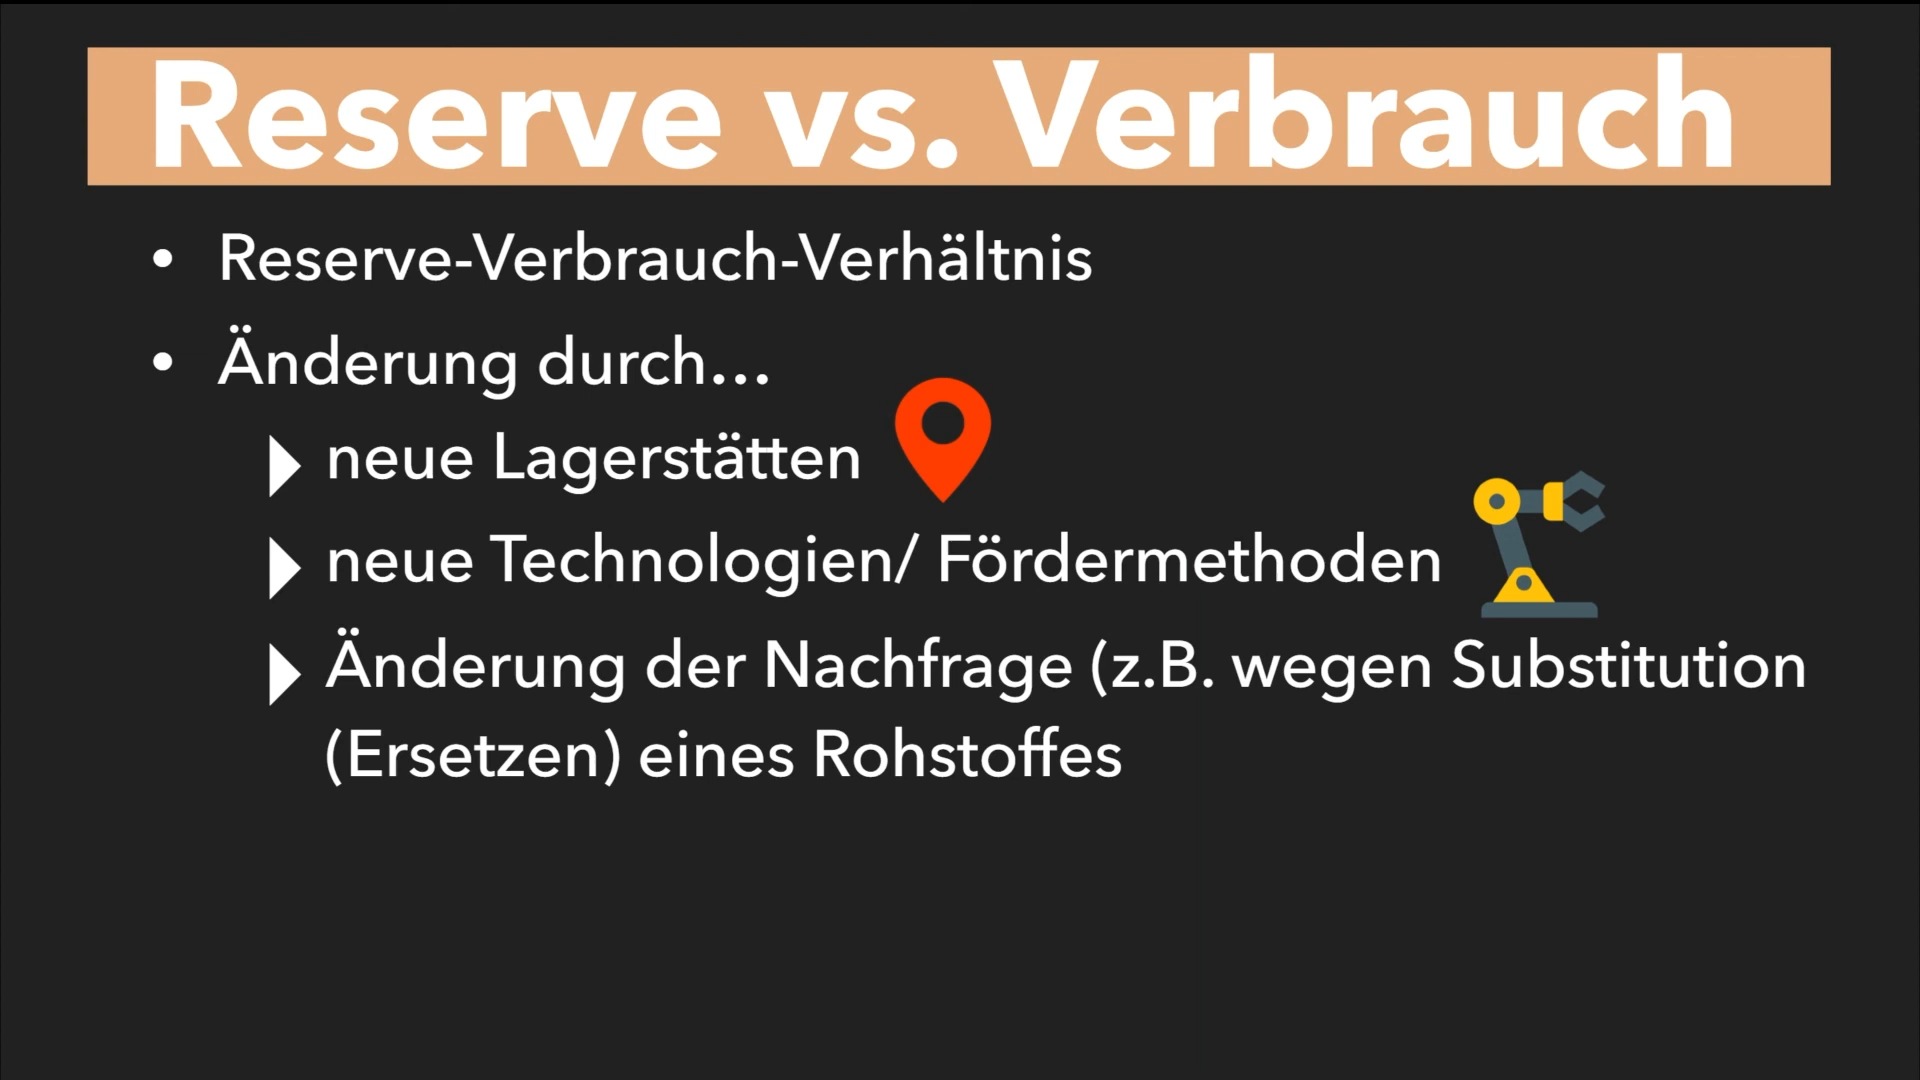 Reserve vs. Verbrauch
• Reserve-Verbrauch-Verhältnis
• Änderung durch...
neue Lagerstätten
neue Technologien/ Fördermethoden
Änderung der Nachfrage (z.B. wegen Substitution
(Ersetzen) eines Rohstoffes